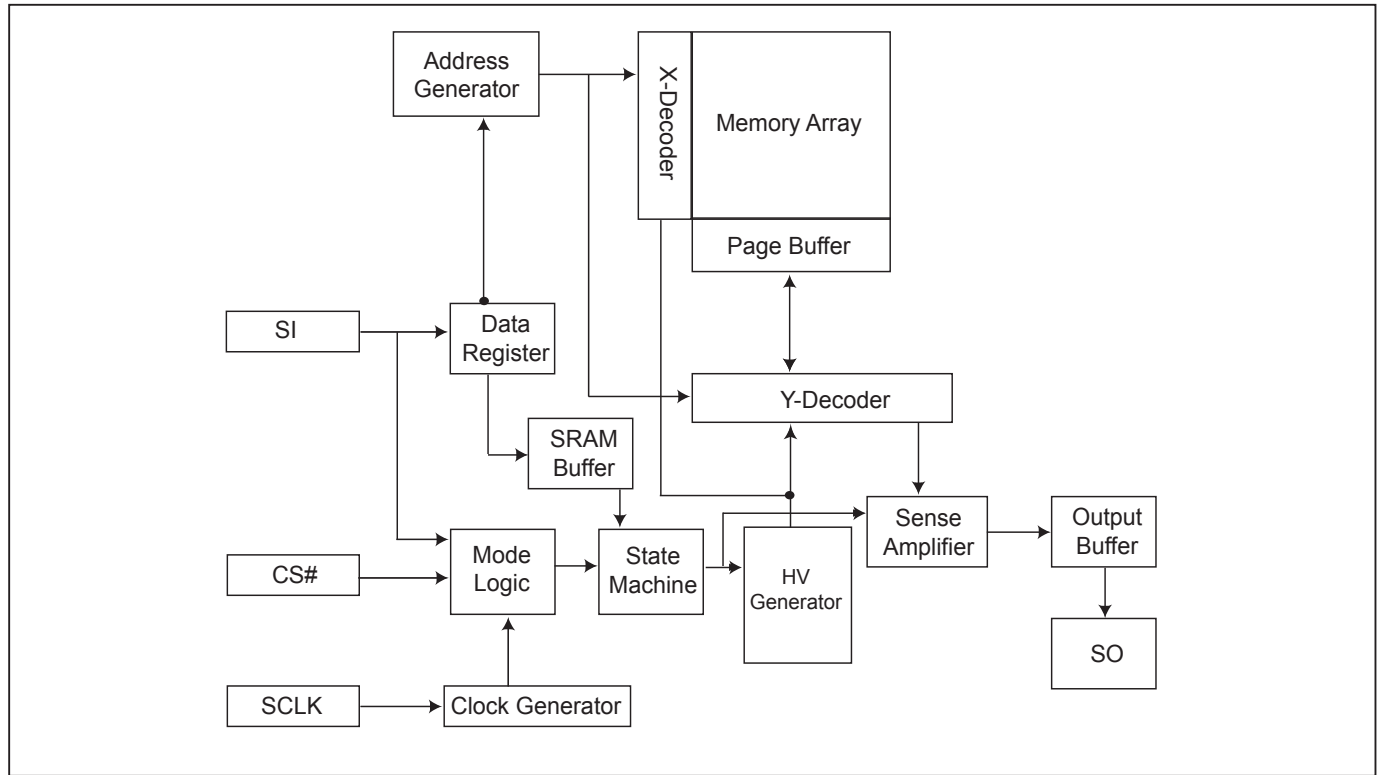 Address
Generator
X-Decoder
Memory Array
Page Buffer
SI
Data
Register
Y-Decoder
SRAM
Buffer
Sense
Amplifier
Output
Buffer
CS#
Mode
Logic
State
Machine
HV
Generator
SO
SCLK
Clock Generator